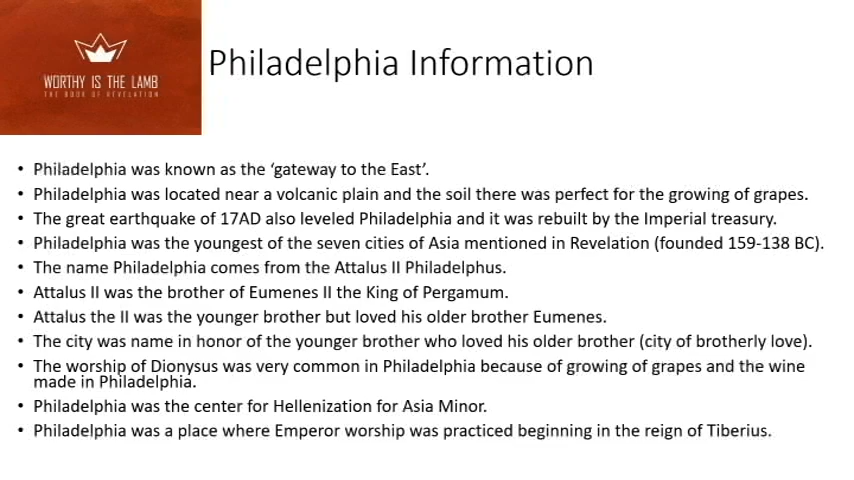 WORTHY IS THE LAMB
THE BOOK OF REVELATION
Philadelphia Information
• Philadelphia was known as the ‘gateway to the East’.
• Philadelphia was located near a volcanic plain and the soil there was perfect for the growing of grapes.
• The great earthquake of 17AD also leveled Philadelphia and it was rebuilt by the Imperial treasury.
• Philadelphia was the youngest of the seven cities of Asia mentioned in Revelation (founded 159-138 BC).
• The name Philadelphia comes from the Attalus II Philadelphus.
• Attalus II was the brother of Eumenes II the King of Pergamum.
• Attalus the II was the younger brother but loved his older brother Eumenes.
• The city was name in honor of the younger brother who loved his older brother (city of brotherly love).
• The worship of Dionysus was very common in Philadelphia because of growing of grapes and the wine
made in Philadelphia.
• Philadelphia was the center for Hellenization for Asia Minor.
• Philadelphia was a place where Emperor worship was practiced beginning in the reign of Tiberius.